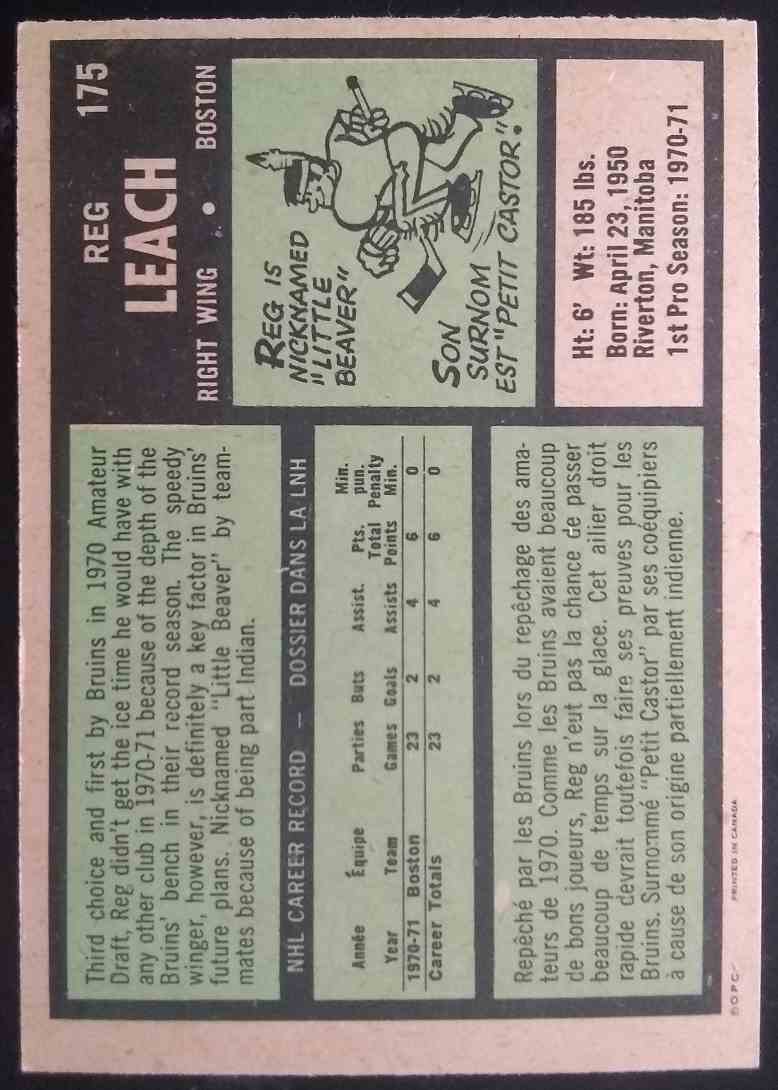 REG 175
LEACH
RIGHT WING • BOSTON
Third choice and first by Bruins in 1970 Amateur
Draft, Reg didn't get the ice time he would have with
any other club in 1970-71 because of the depth of the
Bruins' bench in their record season. The speedy
winger, however, is definitely a key factor in Bruins'
future plans. Nicknamed "Little Beaver" by team-
mates because of being part Indian.
REG IS
NICKNAMED
"LITTLE
BEAVER"
SON
SURNOM
EST "PETIT CASTOR".
NHL CAREER RECORD — DOSSIER DANS LA LNH
Année Équipe Parties Buts Assist. Pts. Min. pun.
Year Team Games Goals Assists Total Points Penalty Min.
1970-71 Boston 23 2 4 6 0
Career Totals 23 2 4 6 0
Ht: 6' Wt: 185 lbs.
Born: April 23, 1950
Riverton, Manitoba
1st Pro Season: 1970-71
Repêché par les Bruins lors du repêchage des ama-
teurs de 1970. Comme les Bruins avaient beaucoup
de bons joueurs, Reg n'eut pas la chance de passer
beaucoup de temps sur la glace. Cet ailier droit
rapide devrait toutefois faire ses preuves pour les
Bruins. Surnommé "Petit Castor" par ses coéquipiers
à cause de son origine partiellement indienne.
©OPC PRINTED IN CANADA